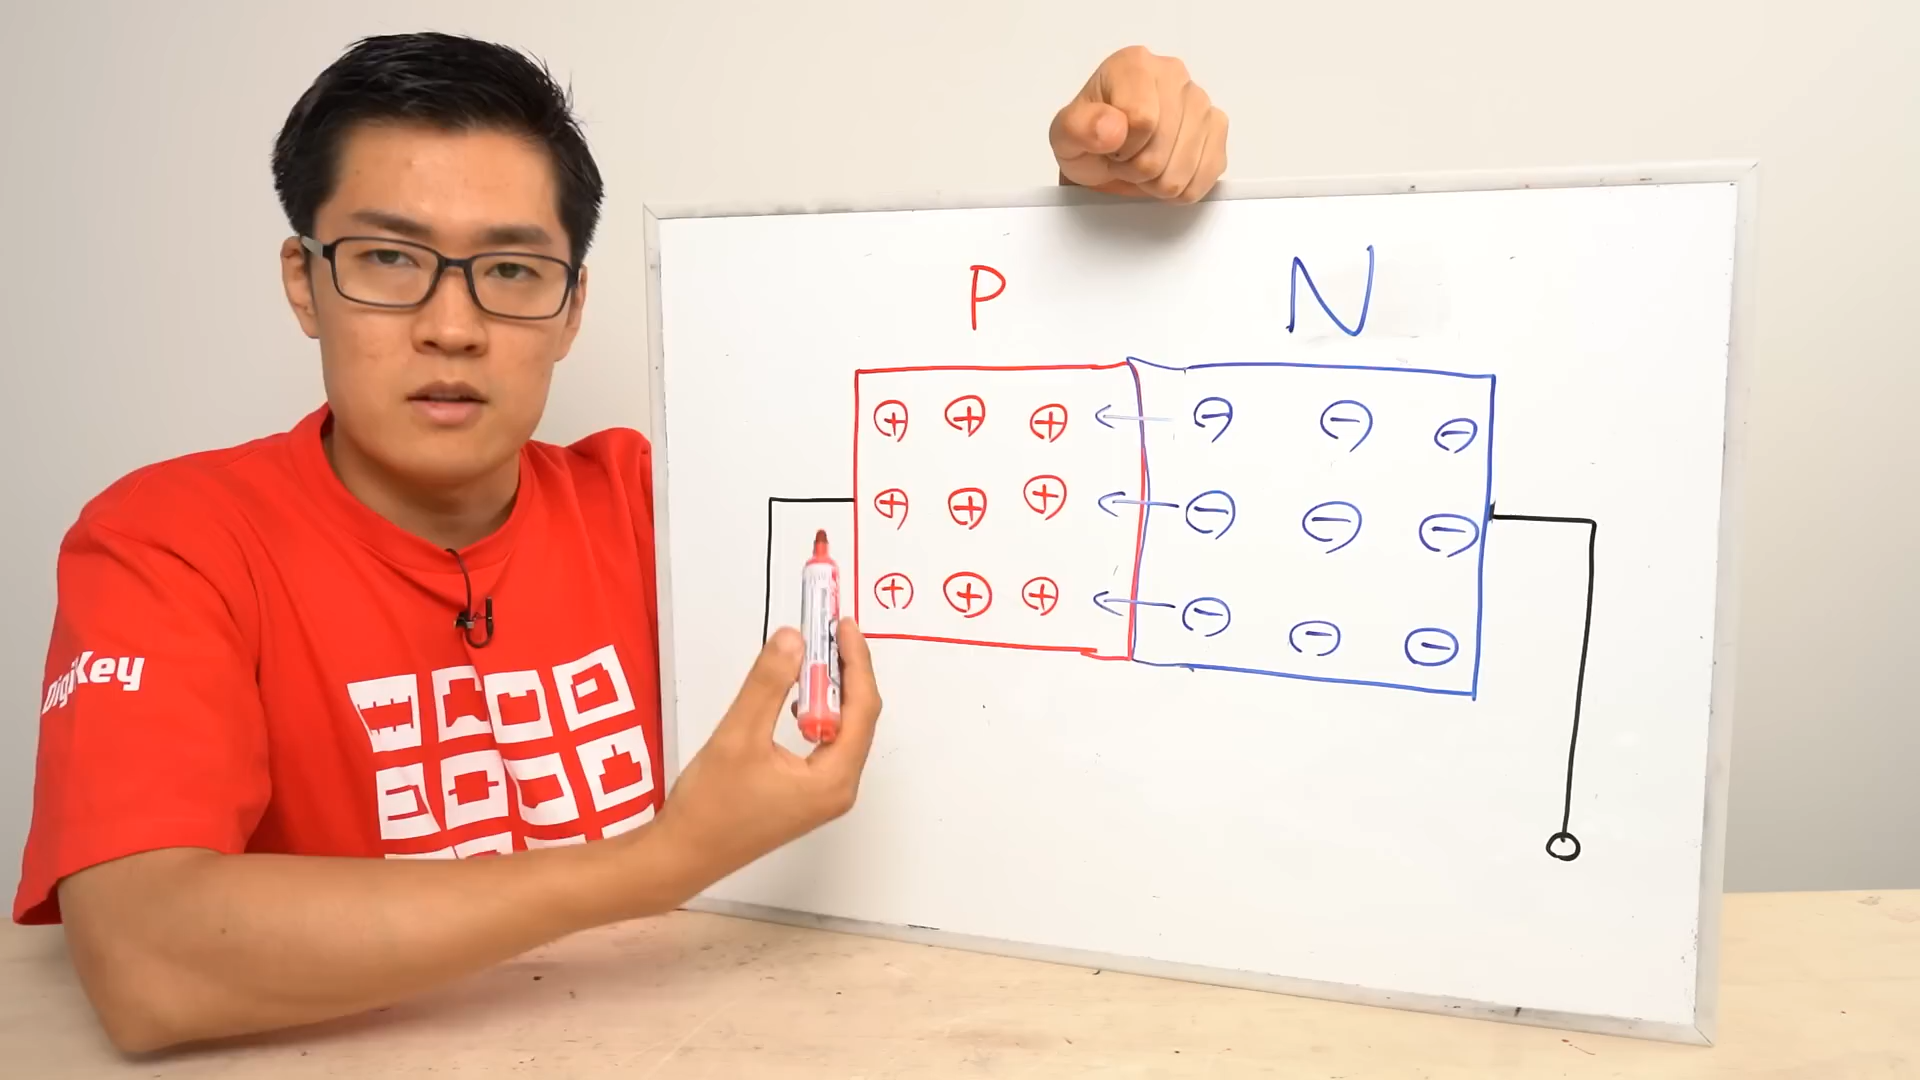 P N
+ + + - - -
+ + + - - -
+ + + - - -
DigiKey